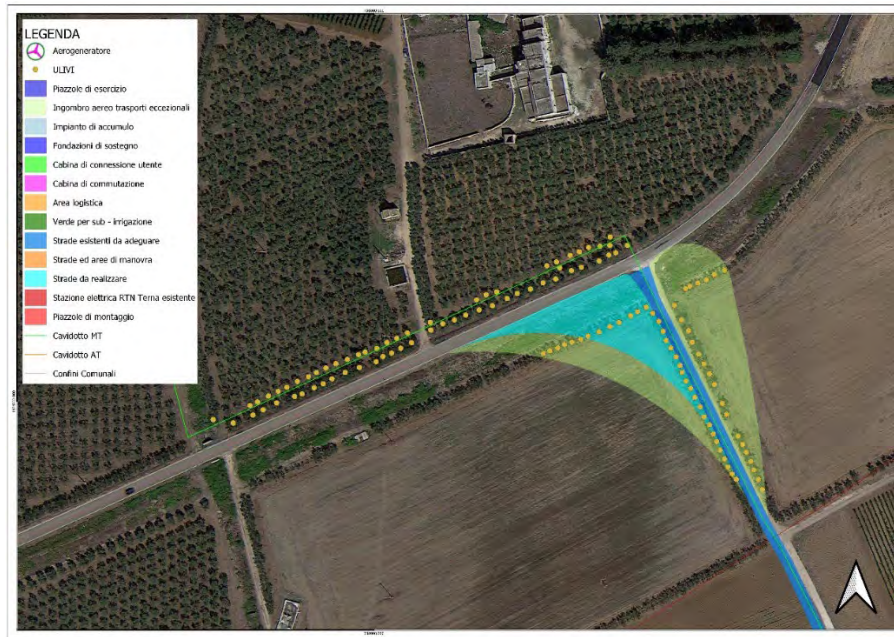 LEGENDA
Aerogeneratore
ULIVI
Piazzole di esercizio
Ingombro aereo trasporti eccezionali
Impianto di accumulo
Fondazioni di sostegno
Cabina di connessione utente
Cabina di commutazione
Area logistica
Verde per sub - irrigazione
Strade esistenti da adeguare
Strade ed aree di manovra
Strade da realizzare
Stazione elettrica RTN Terna esistente
Piazzole di montaggio
Cavidotto MT
Cavidotto AT
Confini Comunali